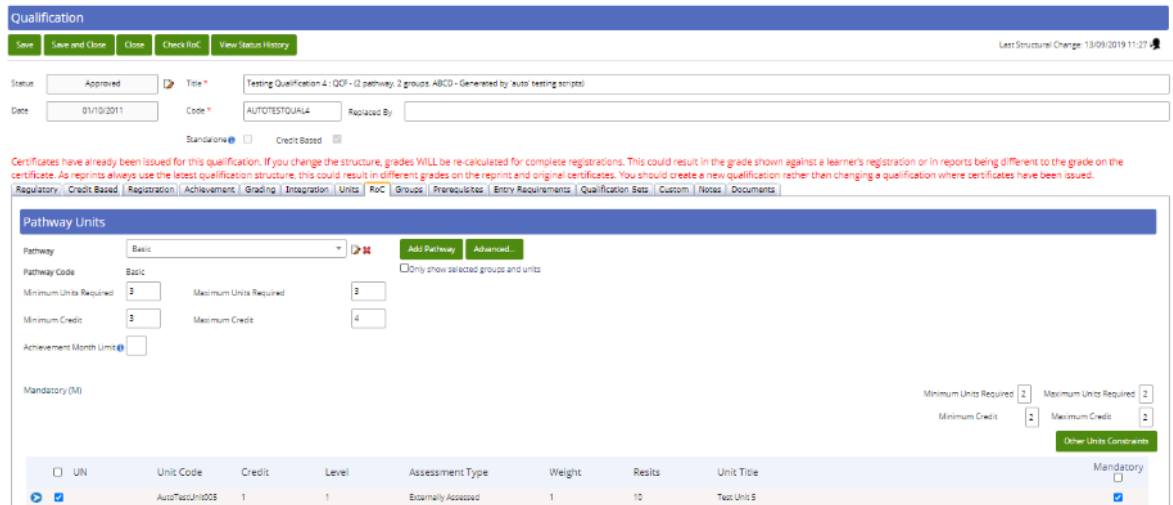 Qualification
Save Save and Close Close Check RoC View Status History Last Structural Change: 13/09/2019 11:27
Status Approved Title * Testing Qualification 4 : QCF - (2 pathway, 2 groups, ABCD - Generated by 'auto' testing scripts)
Date 01/10/2011 Code * AUTOTESTQUAL4 Replaced By
Standalone Credit Based
Certificates have already been issued for this qualification. If you change the structure, grades WILL be re-calculated for complete registrations. This could result in the grade shown against a learner's registration or in reports being different to the grade on the
certificate. As reprints always use the latest qualification structure, this could result in different grades on the reprint and original certificates. You should create a new qualification rather than changing a qualification where certificates have been issued.
Regulatory Credit Based Registration Achievement Grading Integration Units RoC Groups Prerequisites Entry Requirements Qualification Sets Custom Notes Documents
Pathway Units
Pathway Basic Add Pathway Advanced...
Pathway Code Basic Only show selected groups and units
Minimum Units Required 3 Maximum Units Required 3
Minimum Credit 3 Maximum Credit 4
Achievement Month Limit
Mandatory (M) Minimum Units Required 2 Maximum Units Required 2
Minimum Credit 2 Maximum Credit 2
Other Units Constraints
UN Unit Code Credit Level Assessment Type Weight Resits Unit Title Mandatory
AutoTestUnit005 1 1 Externally Assessed 1 10 Test Unit 5